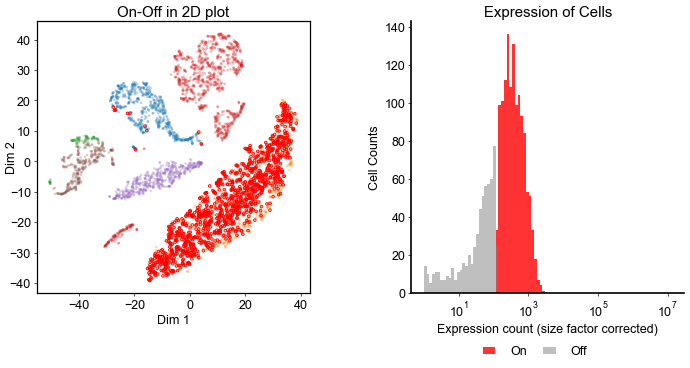 On-Off in 2D plot
40
30
20
10
0
−10
−20
−30
−40
Dim 2
−40 −20 0 20 40
Dim 1
Expression of Cells
140
120
100
80
60
40
20
0
Cell Counts
10^1 10^3 10^5 10^7
Expression count (size factor corrected)
On Off